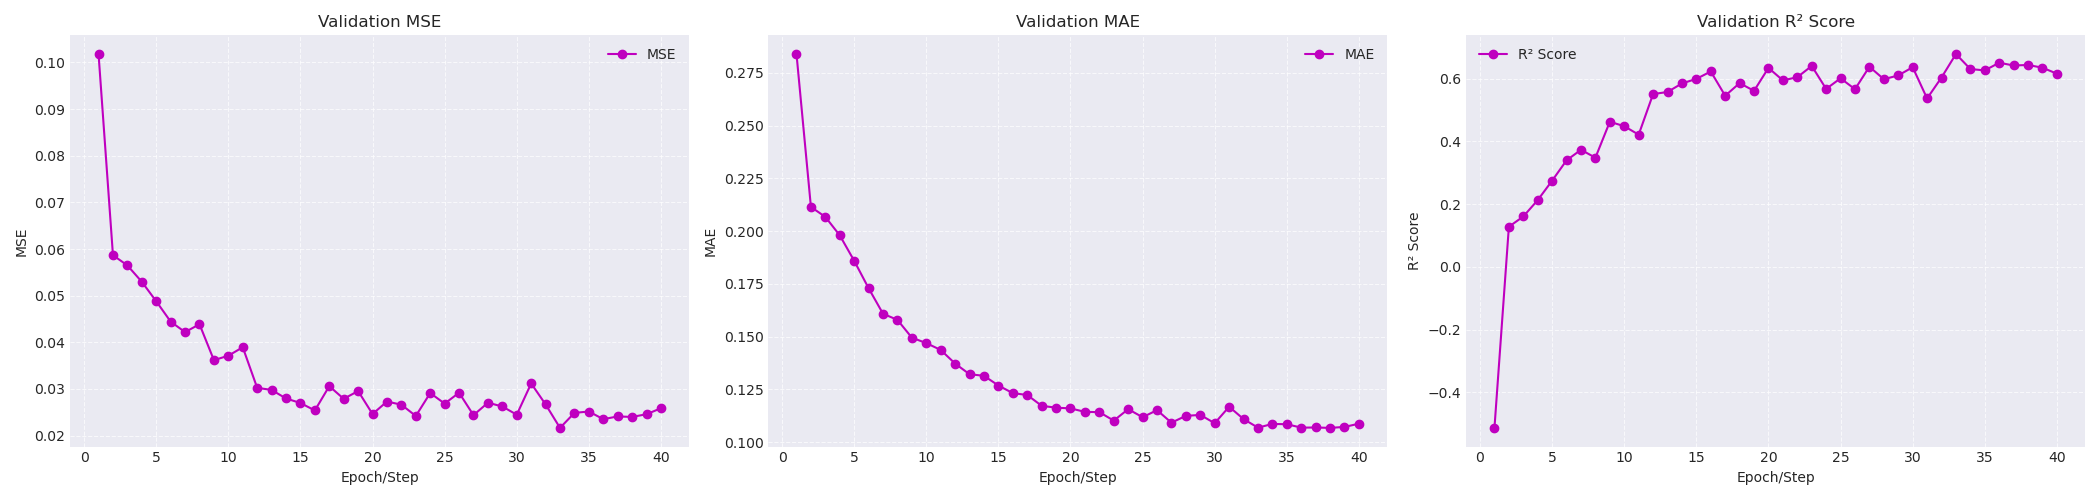 Validation MSE
MSE
0.10
0.09
0.08
0.07
0.06
0.05
0.04
0.03
0.02
MSE
0 5 10 15 20 25 30 35 40
Epoch/Step
Validation MAE
MAE
0.275
0.250
0.225
0.200
0.175
0.150
0.125
0.100
MAE
0 5 10 15 20 25 30 35 40
Epoch/Step
Validation R² Score
R² Score
0.6
0.4
0.2
0.0
−0.2
−0.4
R² Score
0 5 10 15 20 25 30 35 40
Epoch/Step